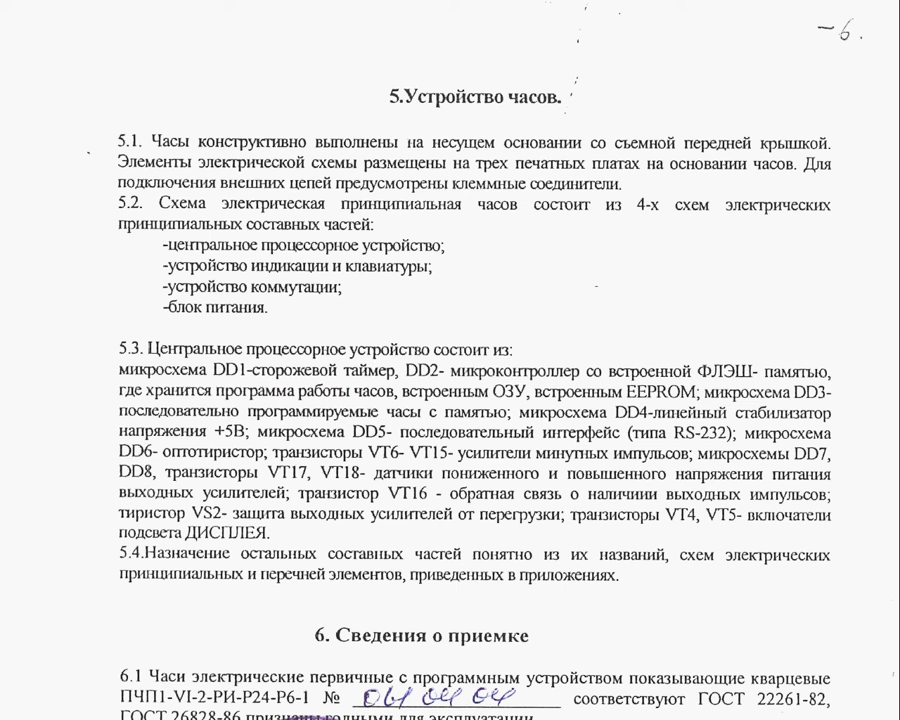 -6.
5.Устройство часов.
5.1. Часы конструктивно выполнены на несущем основании со съемной передней крышкой.
Элементы электрической схемы размещены на трех печатных платах на основании часов. Для
подключения внешних цепей предусмотрены клеммные соединители.
5.2. Схема электрическая принципиальная часов состоит из 4-х схем электрических
принципиальных составных частей:
-центральное процессорное устройство;
-устройство индикации и клавиатуры;
-устройство коммутации;
-блок питания.
5.3. Центральное процессорное устройство состоит из:
микросхема DD1-сторожевой таймер, DD2- микроконтроллер со встроенной ФЛЭШ- памятью,
где хранится программа работы часов, встроенным ОЗУ, встроенным EEPROM; микросхема DD3-
последовательно программируемые часы с памятью; микросхема DD4-линейный стабилизатор
напряжения +5В; микросхема DD5- последовательный интерфейс (типа RS-232); микросхема
DD6- оптотиристор; транзисторы VT6- VT15- усилители минутных импульсов; микросхемы DD7,
DD8, транзисторы VT17, VT18- датчики пониженного и повышенного напряжения питания
выходных усилителей; транзистор VT16 - обратная связь о наличиии выходных импульсов;
тиристор VS2- защита выходных усилителей от перегрузки; транзисторы VT4, VT5- включатели
подсвета ДИСПЛЕЯ.
5.4.Назначение остальных составных частей понятно из их названий, схем электрических
принципиальных и перечней элементов, приведенных в приложениях.
6. Сведения о приемке
6.1 Часы электрические первичные с программным устройством показывающие кварцевые
ПЧП1-VI-2-РИ-Р24-Р6-1 № 0404 соответствуют ГОСТ 22261-82,
ГОСТ 26828-86 признаны годными для эксплуатации.